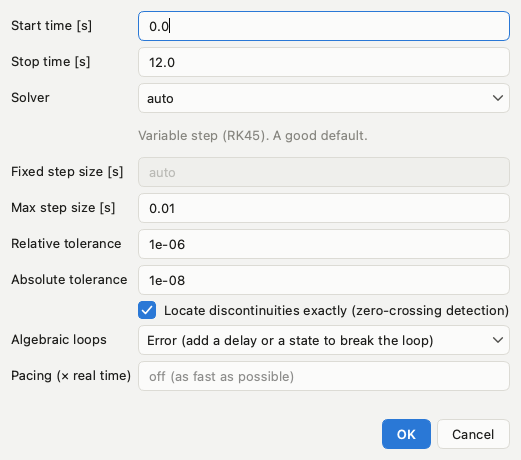 Start time [s] 0.0
Stop time [s] 12.0
Solver auto
Variable step (RK45). A good default.
Fixed step size [s] auto
Max step size [s] 0.01
Relative tolerance 1e-06
Absolute tolerance 1e-08
Locate discontinuities exactly (zero-crossing detection)
Algebraic loops Error (add a delay or a state to break the loop)
Pacing (× real time) off (as fast as possible)
OK Cancel